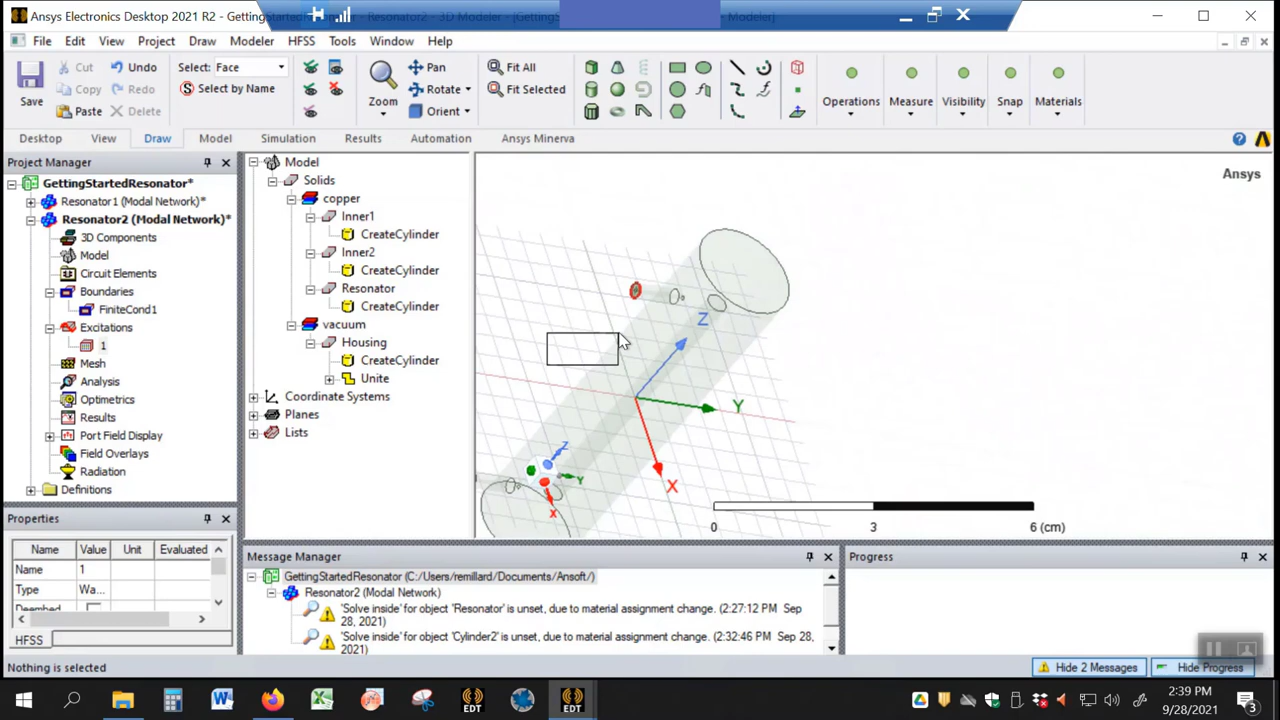 Ansys Electronics Desktop 2021 R2 - GettingStartedResonator - Resonator2 - 3D Modeler - [Getting
Modeler]
File Edit View Project Draw Modeler HFSS Tools Window Help
Save
Cut
Copy
Paste
Undo
Redo
Delete
Select: Face
Select by Name
Zoom
Pan
Rotate
Orient
Fit All
Fit Selected
Operations
Measure
Visibility
Snap
Materials
Desktop View Draw Model Simulation Results Automation Ansys Minerva
Project Manager
GettingStartedResonator*
Resonator1 (Modal Network)*
Resonator2 (Modal Network)*
3D Components
Model
Circuit Elements
Boundaries
FiniteCond1
Excitations
1
Mesh
Analysis
Optimetrics
Results
Port Field Display
Field Overlays
Radiation
Definitions
Model
Solids
copper
Inner1
CreateCylinder
Inner2
CreateCylinder
Resonator
CreateCylinder
vacuum
Housing
CreateCylinder
Unite
Coordinate Systems
Planes
Lists
Ansys
Z
Y
X
Z
Y
X
0 3 6 (cm)
Properties
Name Value Unit Evaluated
Name 1
Type Wa...
HFSS
Message Manager
GettingStartedResonator (C:/Users/remillard/Documents/Ansoft/)
Resonator2 (Modal Network)
'Solve inside' for object 'Resonator' is unset, due to material assignment change. (2:27:12 PM Sep
28, 2021)
'Solve inside' for object 'Cylinder2' is unset, due to material assignment change. (2:32:46 PM Sep
28, 2021)
Progress
Nothing is selected
Hide 2 Messages
Hide Progress
EDT
EDT
2:39 PM
9/28/2021
3